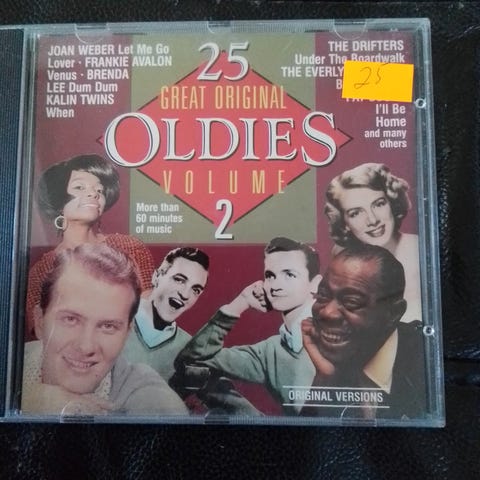 JOAN WEBER Let Me Go
Lover · FRANKIE AVALON
Venus · BRENDA
LEE Dum Dum
KALIN TWINS
When
25
GREAT ORIGINAL
OLDIES
VOLUME
2
More than
60 minutes
of music
THE DRIFTERS
Under The Boardwalk
THE EVERLY
25
I'll Be
Home
and many
others
ORIGINAL VERSIONS